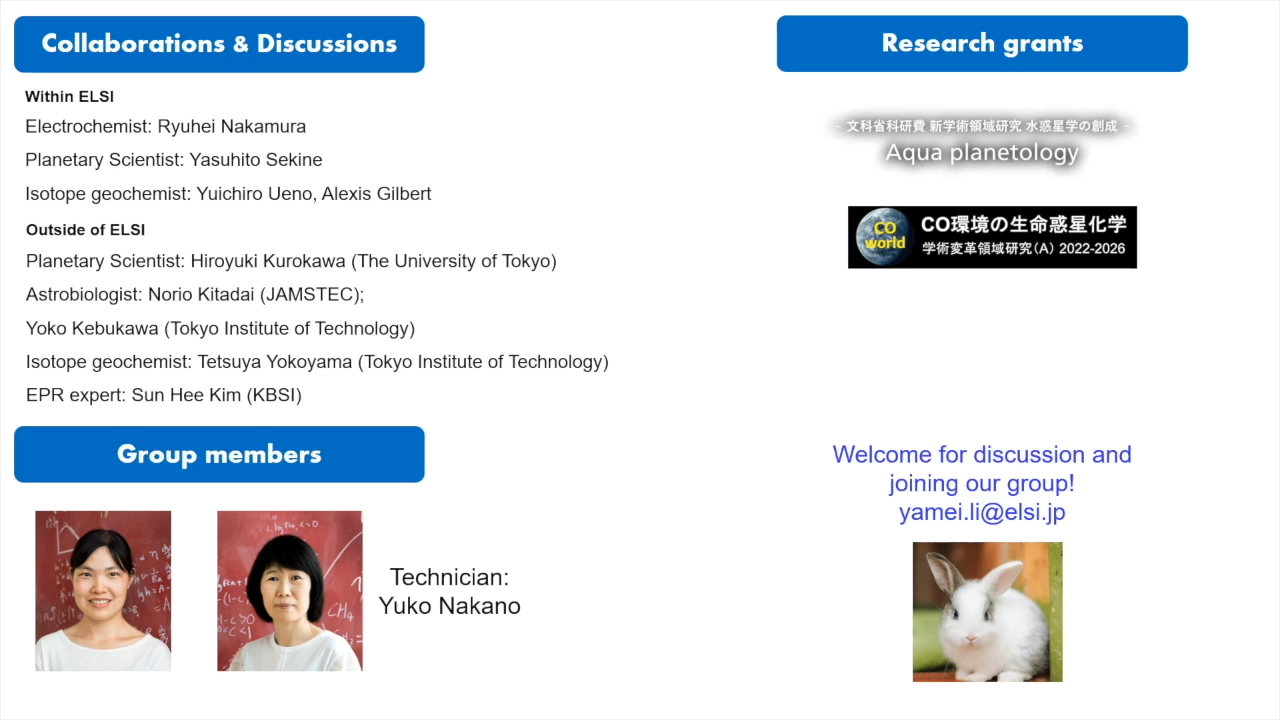 Collaborations & Discussions
Within ELSI
Electrochemist: Ryuhei Nakamura
Planetary Scientist: Yasuhito Sekine
Isotope geochemist: Yuichiro Ueno, Alexis Gilbert
Outside of ELSI
Planetary Scientist: Hiroyuki Kurokawa (The University of Tokyo)
Astrobiologist: Norio Kitadai (JAMSTEC);
Yoko Kebukawa (Tokyo Institute of Technology)
Isotope geochemist: Tetsuya Yokoyama (Tokyo Institute of Technology)
EPR expert: Sun Hee Kim (KBSI)
Group members
Technician:
Yuko Nakano
Research grants
– 文科省科研費 新学術領域研究 水惑星学の創成 –
Aqua planetology
CO
world
CO環境の生命惑星化学
学術変革領域研究(A) 2022-2026
Welcome for discussion and
joining our group!
yamei.li@elsi.jp
CH4